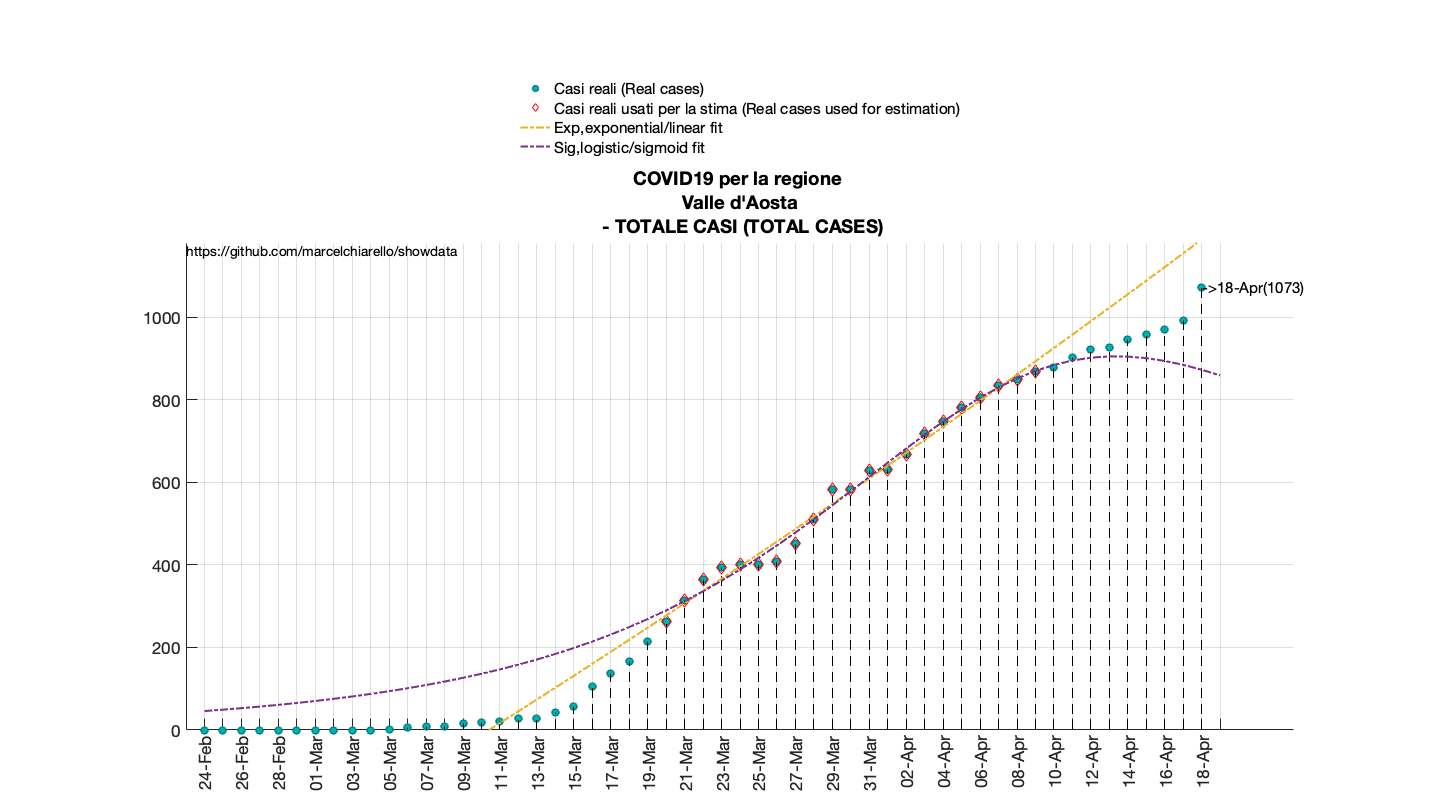 Casi reali (Real cases)
Casi reali usati per la stima (Real cases used for estimation)
Exp,exponential/linear fit
Sig,logistic/sigmoid fit
COVID19 per la regione
Valle d'Aosta
- TOTALE CASI (TOTAL CASES)
https://github.com/marcelchiarello/showdata
->18-Apr(1073)
1000
800
600
400
200
0
24-Feb
26-Feb
28-Feb
01-Mar
03-Mar
05-Mar
07-Mar
09-Mar
11-Mar
13-Mar
15-Mar
17-Mar
19-Mar
21-Mar
23-Mar
25-Mar
27-Mar
29-Mar
31-Mar
02-Apr
04-Apr
06-Apr
08-Apr
10-Apr
12-Apr
14-Apr
16-Apr
18-Apr